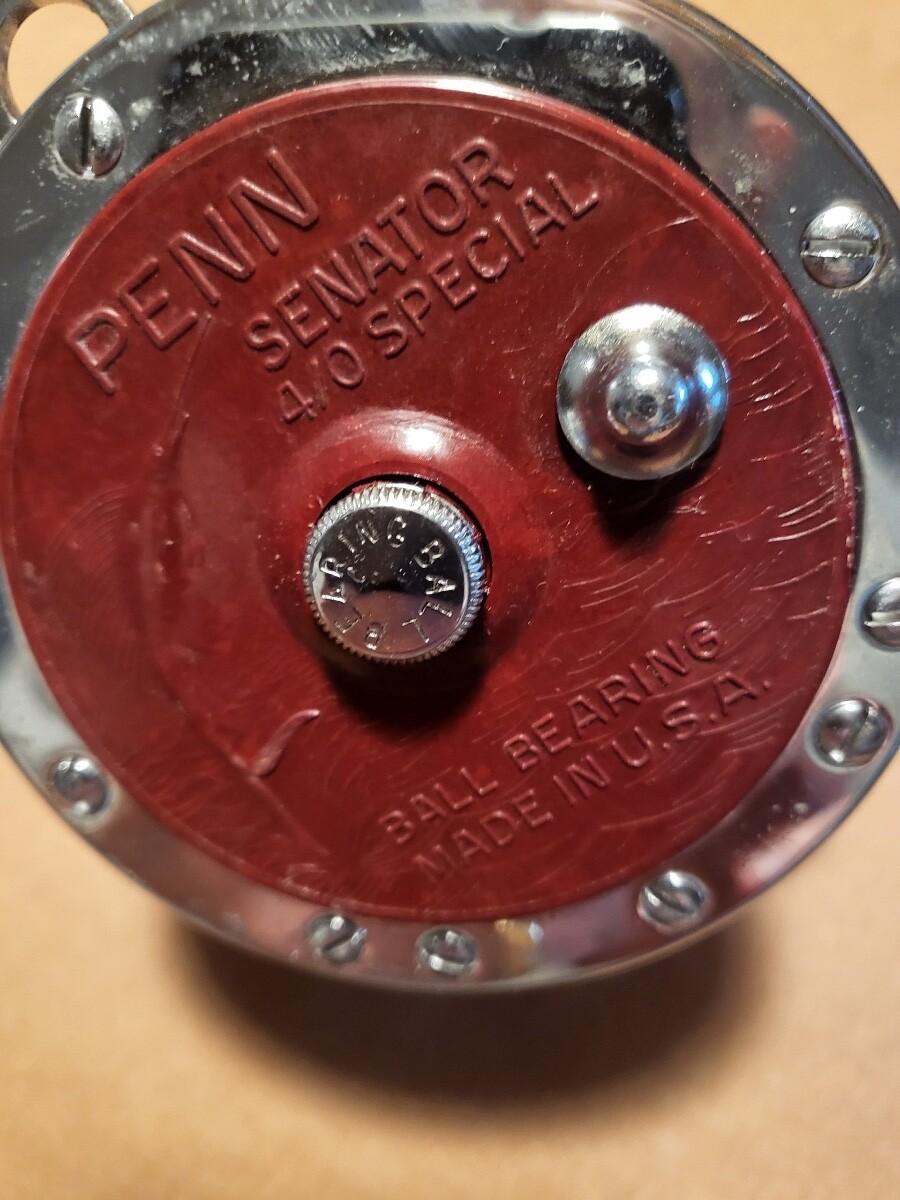 PENN
SENATOR
4/0 SPECIAL
BALL BEARING
BALL BEARING
MADE IN U.S.A.